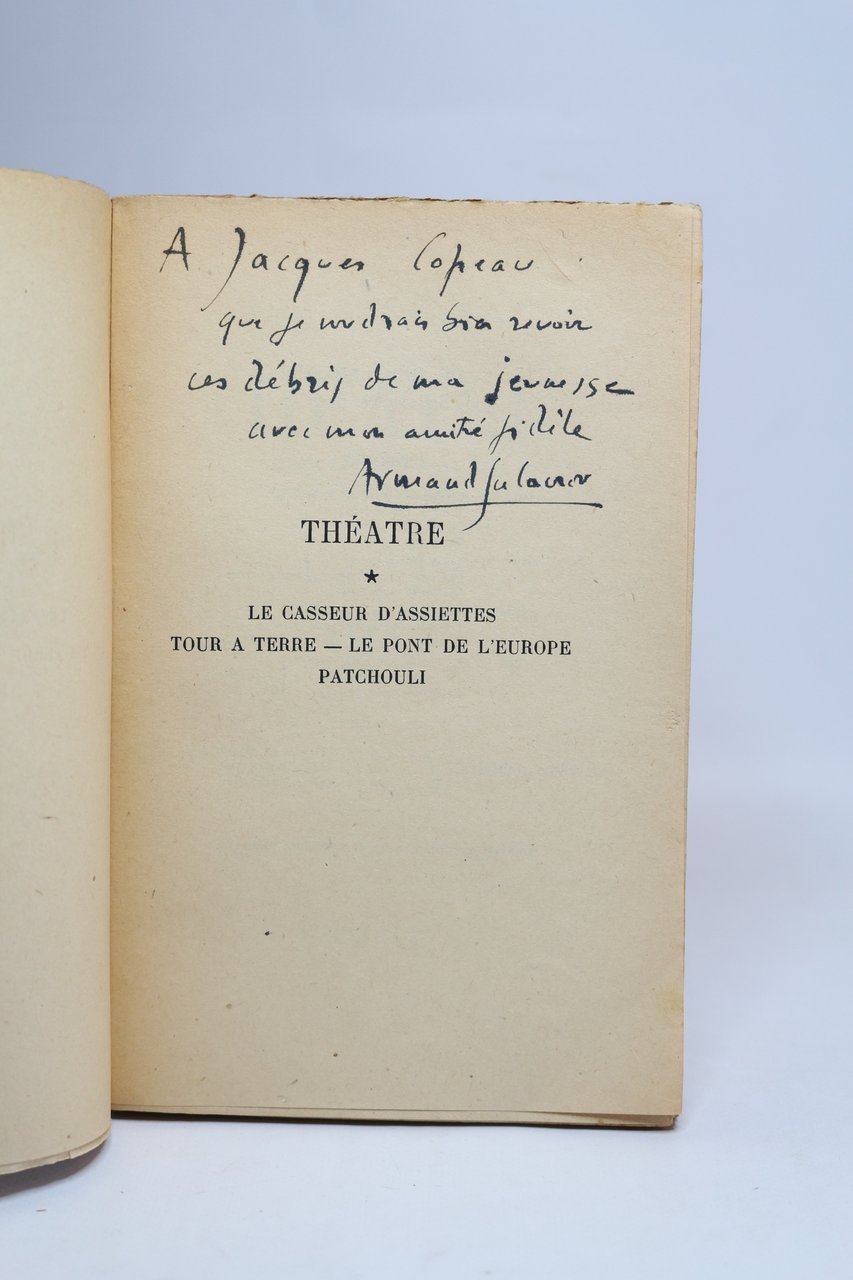 A Jacques Copeau
que je voudrais bien revoir
ces débris de ma jeunesse
avec mon amitié fidèle
Armand Salacrou
THÉATRE
★
LE CASSEUR D'ASSIETTES
TOUR A TERRE — LE PONT DE L'EUROPE
PATCHOULI